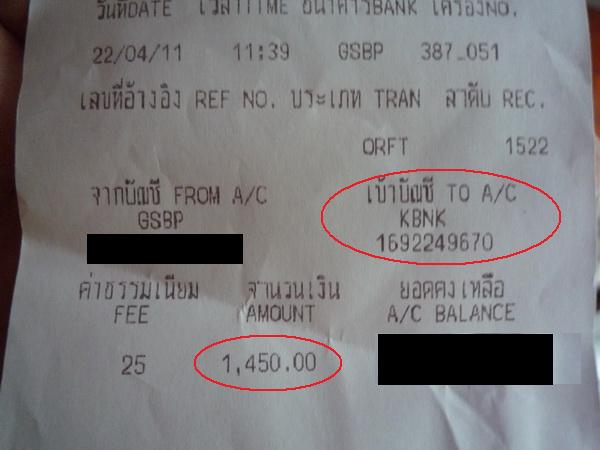 วันที่DATE เวลาTIME ธนาคารBANK เครื่องNO.
22/04/11 11:39 GSBP 387_051
เลขที่อ้างอิง REF NO. ประเภท TRAN ลำดับ REC.
ORFT 1522
จากบัญชี FROM A/C เข้าบัญชี TO A/C
GSBP KBNK
1692249670
ค่าธรรมเนียม จำนวนเงิน ยอดคงเหลือ
FEE AMOUNT A/C BALANCE
25 1,450.00